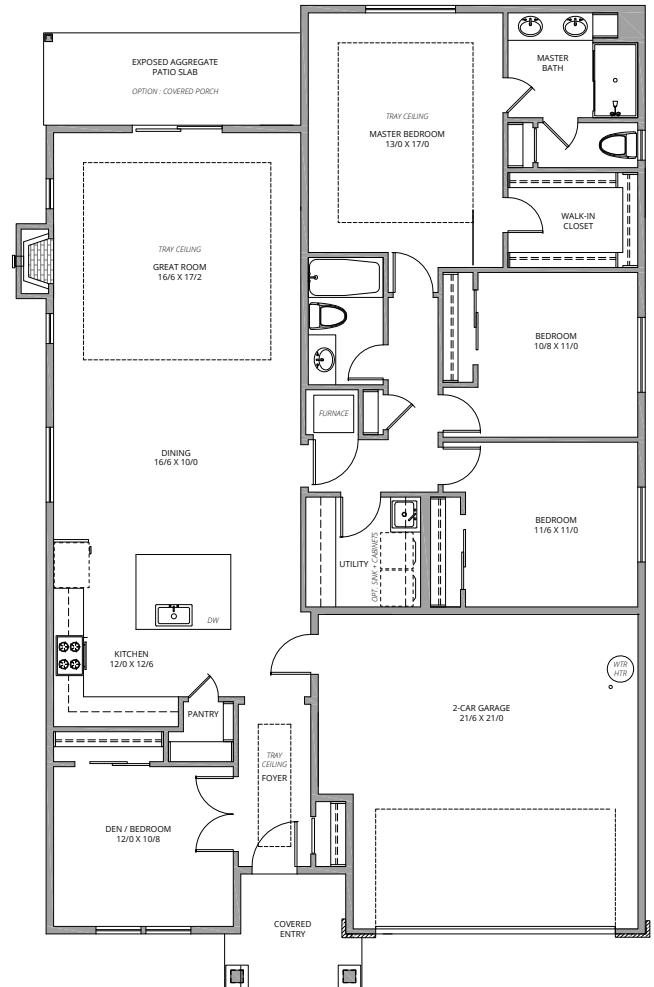 EXPOSED AGGREGATE
PATIO SLAB
OPTION : COVERED PORCH
MASTER
BATH
TRAY CEILING
MASTER BEDROOM
13/0 X 17/0
WALK-IN
CLOSET
TRAY CEILING
GREAT ROOM
16/6 X 17/2
BEDROOM
10/8 X 11/0
FURNACE
DINING
16/6 X 10/0
BEDROOM
11/6 X 11/0
UTILITY
OPT. SINK + CABINETS
DW
KITCHEN
12/0 X 12/6
WTR
HTR
PANTRY
2-CAR GARAGE
21/6 X 21/0
TRAY
CEILING
FOYER
DEN / BEDROOM
12/0 X 10/8
COVERED
ENTRY